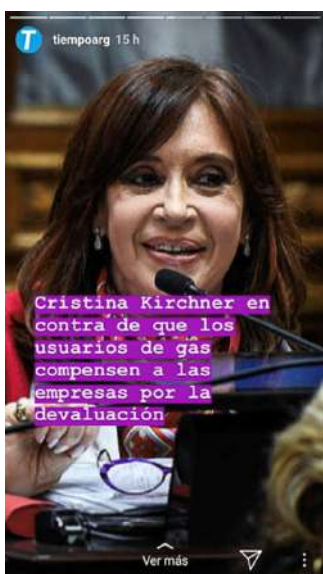 T tiempoarg 15 h
Cristina Kirchner en
contra de que los
usuarios de gas
compensen a las
empresas por la
devaluación
Ver más